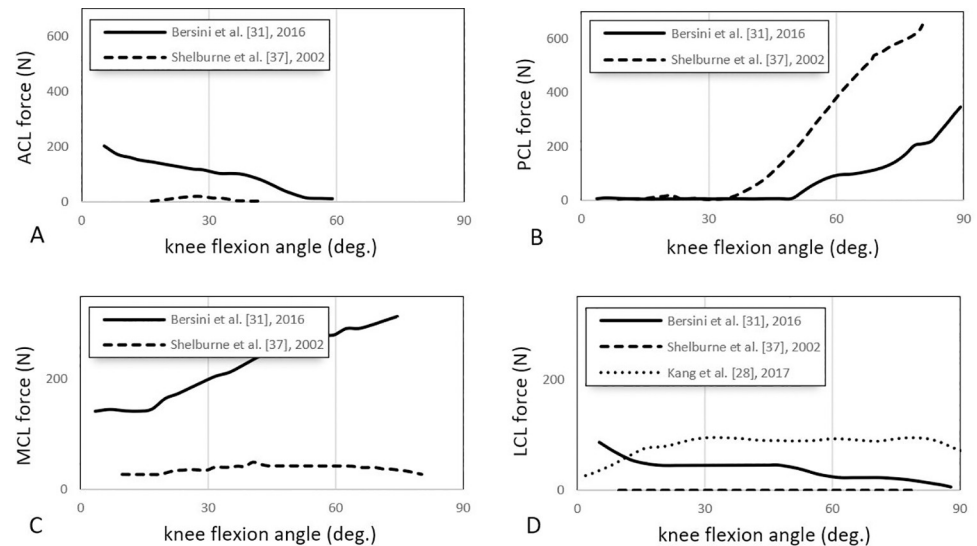 600
400
200
0
ACL force (N)
Bersini et al. [31], 2016
Shelburne et al. [37], 2002
0 30 60 90
A
knee flexion angle (deg.)
600
400
200
0
PCL force (N)
Bersini et al. [31], 2016
Shelburne et al. [37], 2002
0 30 60 90
B
knee flexion angle (deg.)
200
0
MCL force (N)
Bersini et al. [31], 2016
Shelburne et al. [37], 2002
0 30 60 90
C
knee flexion angle (deg.)
200
0
LCL force (N)
Bersini et al. [31], 2016
Shelburne et al. [37], 2002
Kang et al. [28], 2017
0 30 60 90
D
knee flexion angle (deg.)